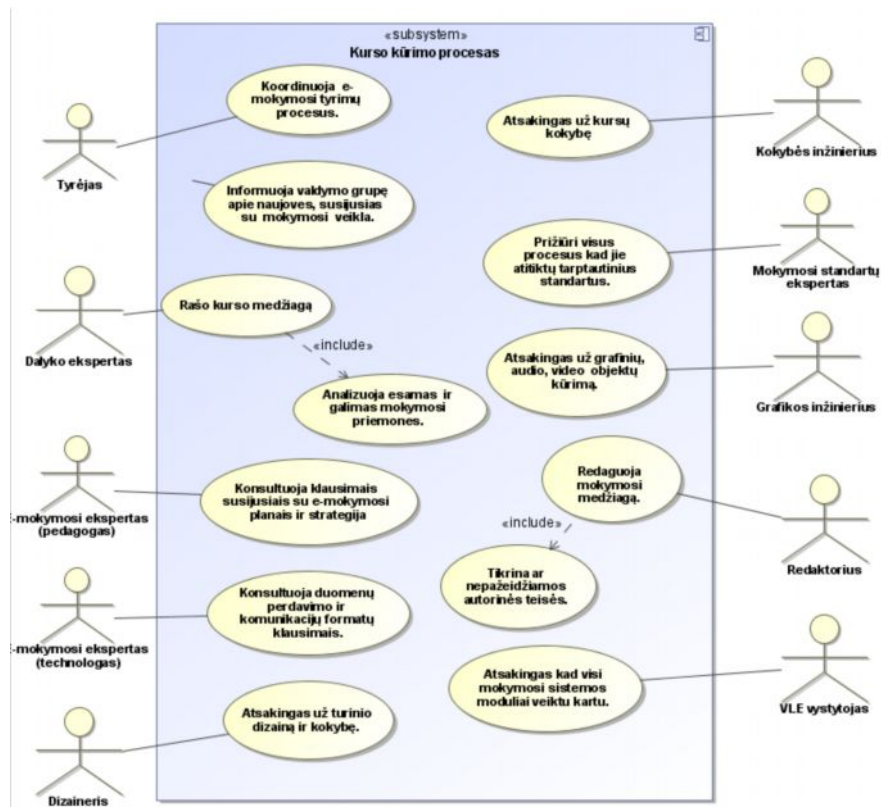 «subsystem»
Kurso kūrimo procesas
Koordinuoja e-
mokymosi tyrimų
procesus.
Tyrėjas
Informuoja valdymo grupę
apie naujoves, susijusias
su mokymosi veikla.
Rašo kurso medžiagą
Dalyko ekspertas
«include»
Analizuoja esamas ir
galimas mokymosi
priemones.
Konsultuoja klausimais
susijusiais su e-mokymosi
planais ir strategija
E-mokymosi ekspertas
(pedagogas)
Konsultuoja duomenų
perdavimo ir
komunikacijų formatų
klausimais.
E-mokymosi ekspertas
(technologas)
Atsakingas už turinio
dizainą ir kokybę.
Dizaineris
Atsakingas už kursų
kokybę
Kokybės inžinierius
Prižiūri visus
procesus kad jie
atitiktų tarptautinius
standartus.
Mokymosi standartų
ekspertas
Atsakingas už grafinių,
audio, video objektų
kūrimą.
Grafikos inžinierius
Redaguoja
mokymosi
medžiagą.
Redaktorius
«include»
Tikrina ar
nepažeidžiamos
autorinės teisės.
Atsakingas kad visi
mokymosi sistemos
moduliai veiktu kartu.
VLE vystytojas